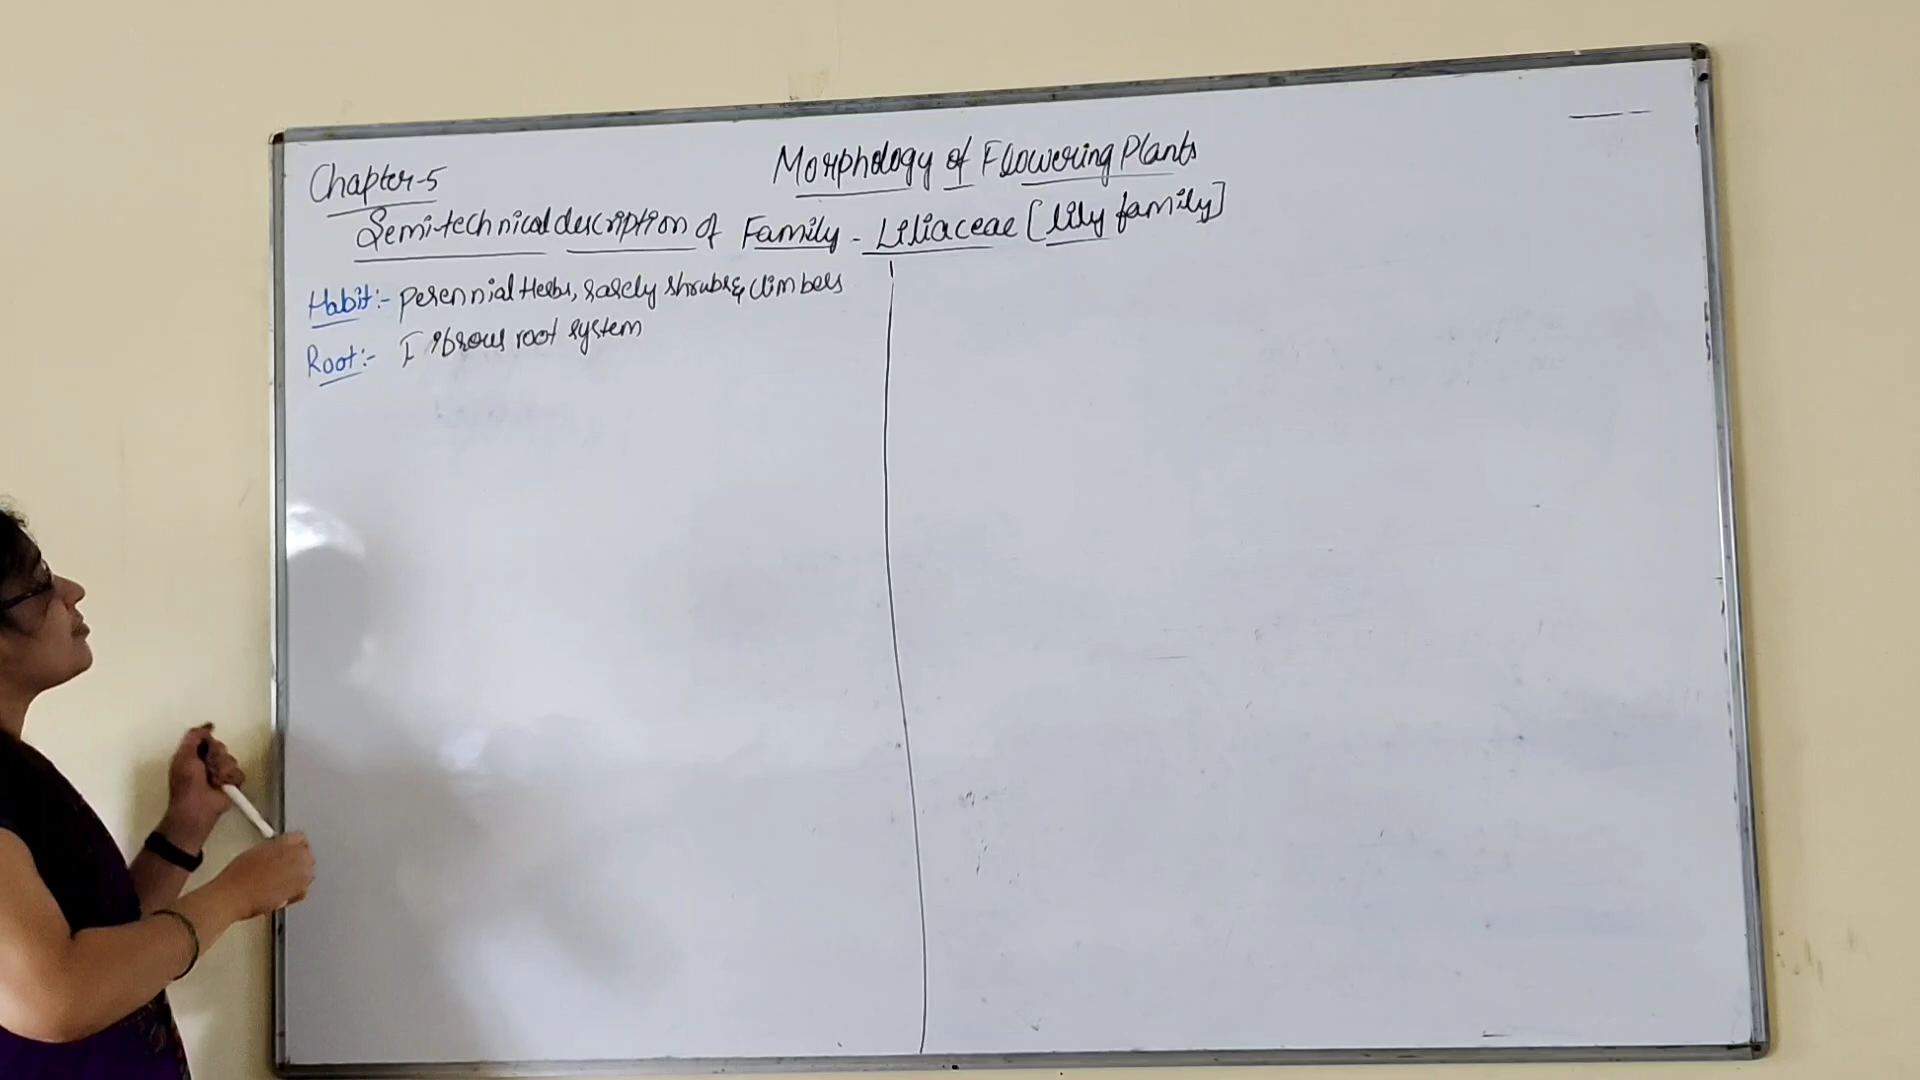 Chapter-5
Morphology of Flowering Plants
Semi-technical description of Family - Liliaceae [lily family]
Habit:- Perennial Herbs, rarely shrubs & climbers
Root:- Fibrous root system